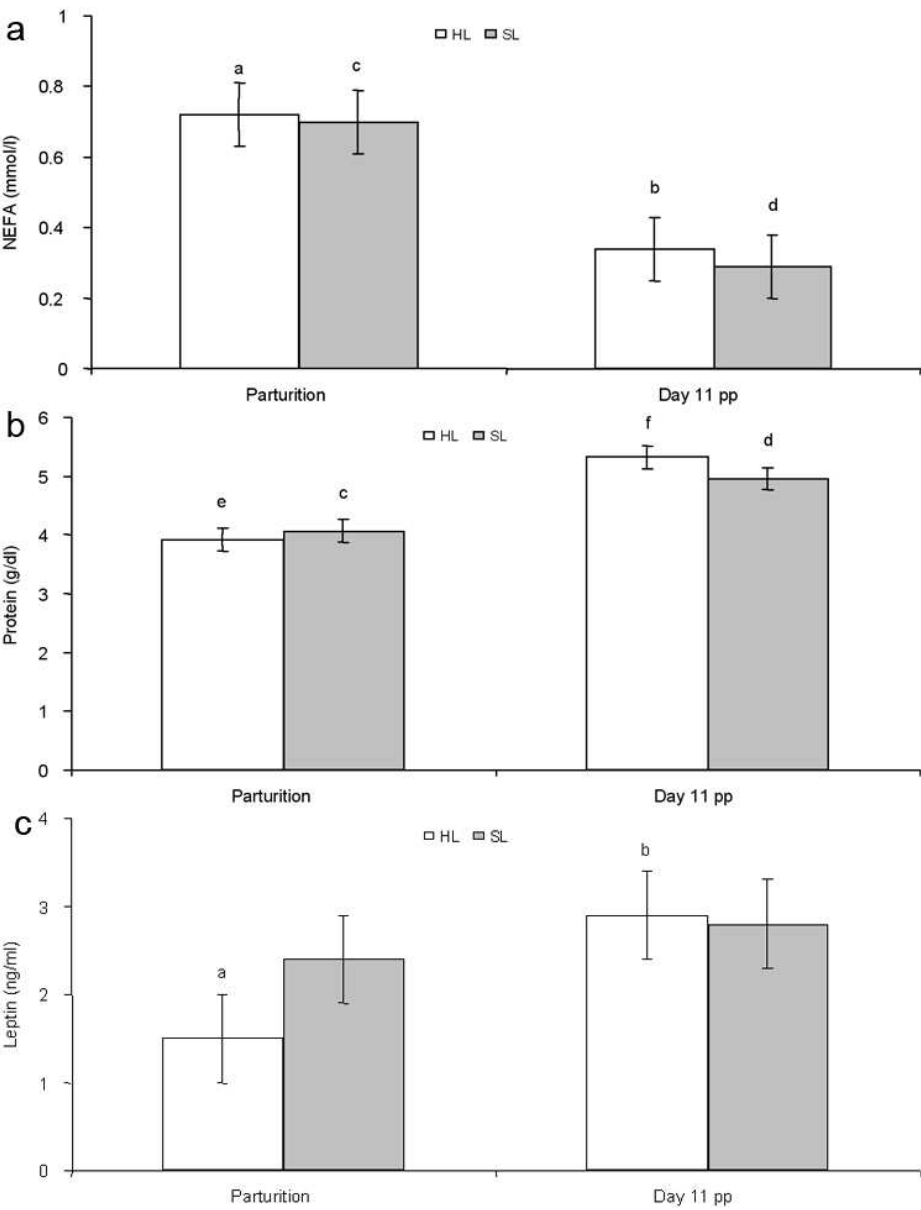 a
1
HL SL
0.8
a
c
0.6
NEFA (mmol/l)
b
d
0.4
0.2
0
Parturition Day 11 pp
b
6
HL SL
f
d
5
e
c
4
Protein (g/dl)
3
2
1
0
Parturition Day 11 pp
c
4
HL SL
b
3
a
2
Leptin (ng/ml)
1
0
Parturition Day 11 pp